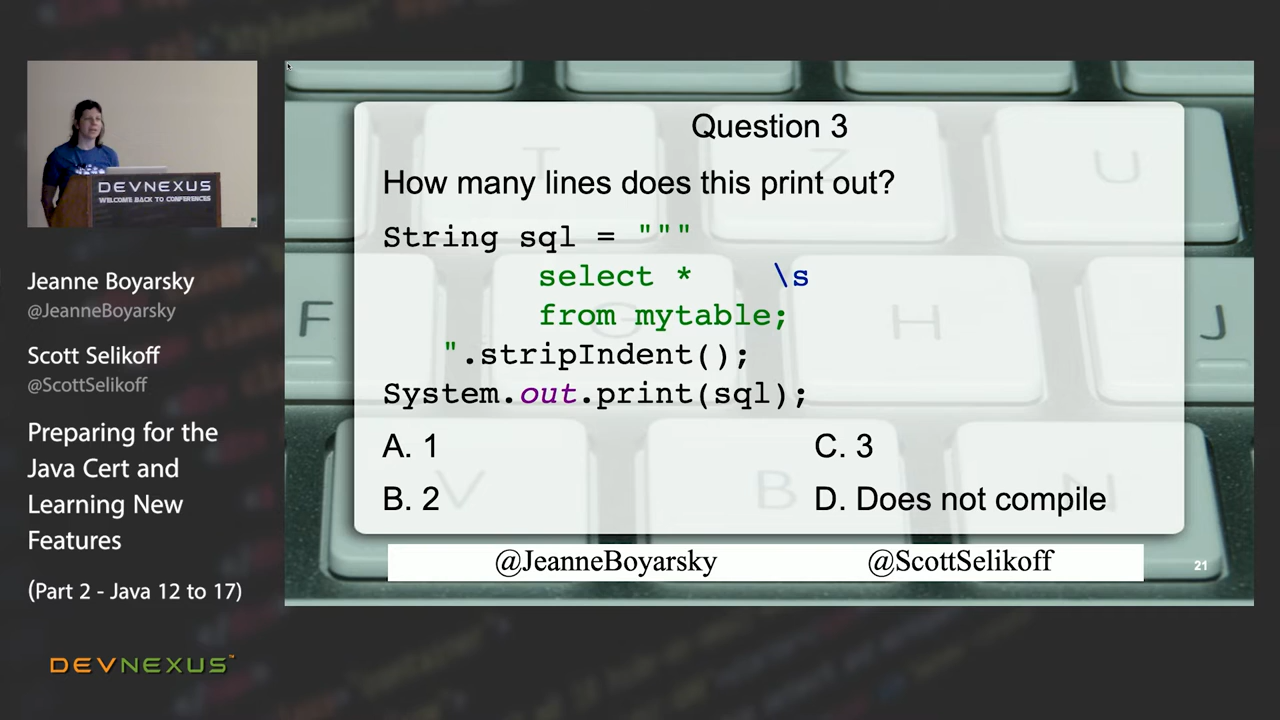 DEVNEXUS
WELCOME BACK TO CONFERENCES
Jeanne Boyarsky
@JeanneBoyarsky
Scott Selikoff
@ScottSelikoff
Preparing for the
Java Cert and
Learning New
Features
(Part 2 - Java 12 to 17)
DEVNEXUS™
Question 3
How many lines does this print out?
String sql = """
select * \s
from mytable;
".stripIndent();
System.out.print(sql);
A. 1
B. 2
C. 3
D. Does not compile
@JeanneBoyarsky
@ScottSelikoff
21
T
Z
U
F
G
H
J
V
B
N